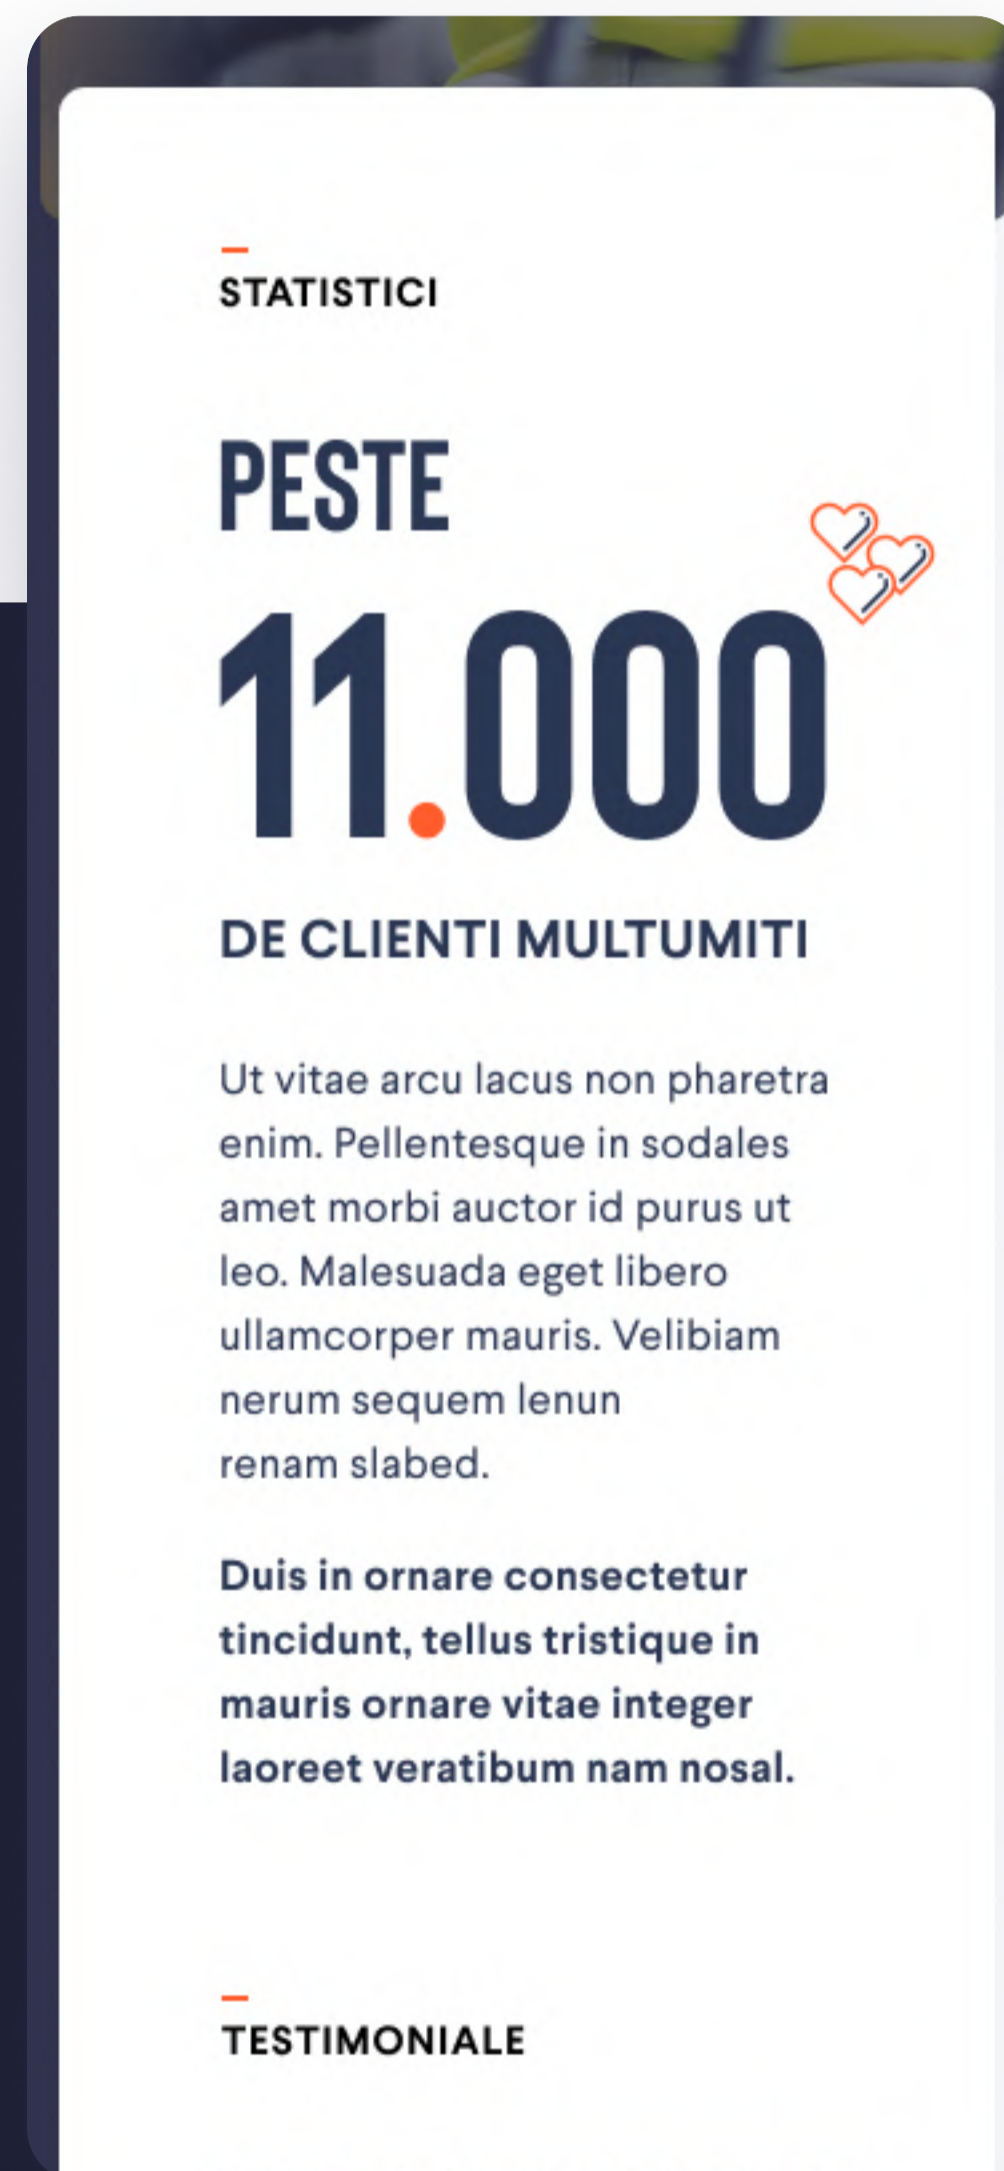 STATISTICI
PESTE
11.000
DE CLIENTI MULTUMITI
Ut vitae arcu lacus non pharetra
enim. Pellentesque in sodales
amet morbi auctor id purus ut
leo. Malesuada eget libero
ullamcorper mauris. Velibiam
nerum sequem lenun
renam slabed.
Duis in ornare consectetur
tincidunt, tellus tristique in
mauris ornare vitae integer
laoreet veratibum nam nosal.
TESTIMONIALE